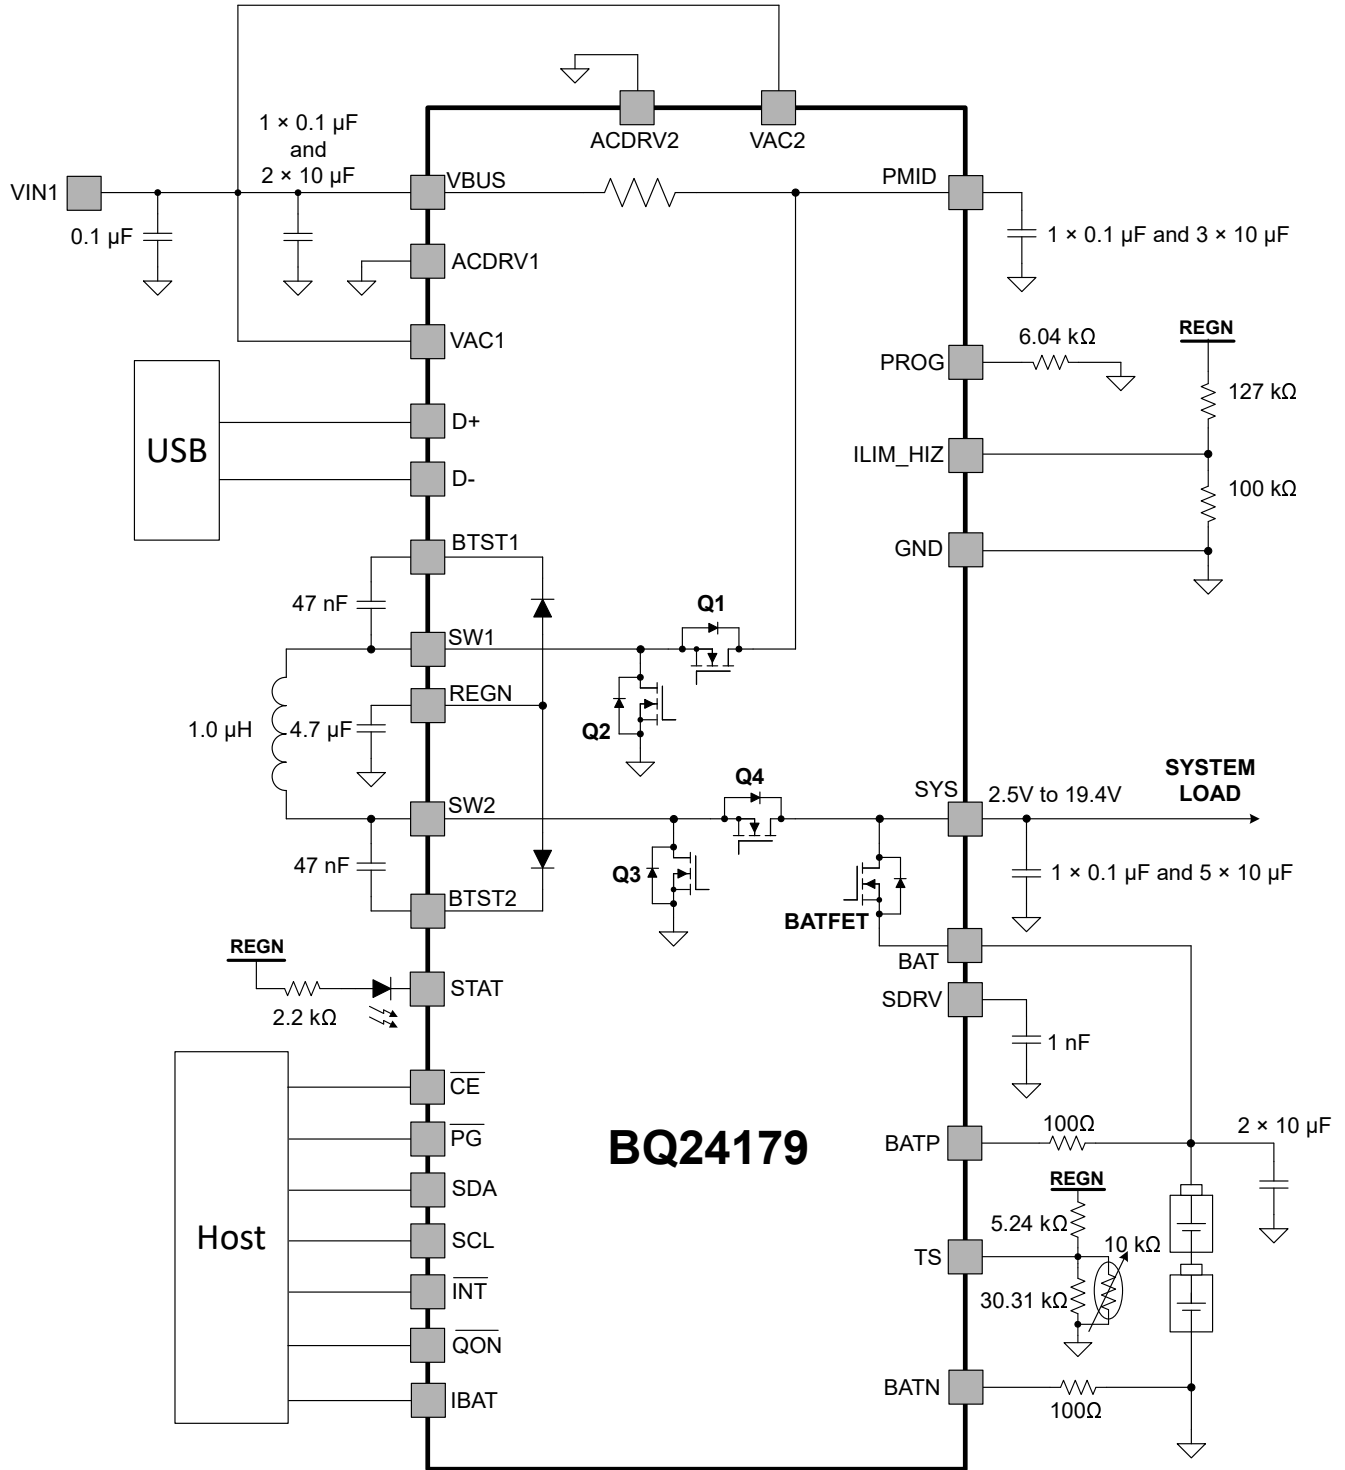 ACDRV2
VAC2
1 × 0.1 µF
and
2 × 10 µF
VIN1
0.1 µF
VBUS
PMID
1 × 0.1 µF and 3 × 10 µF
ACDRV1
VAC1
PROG
6.04 kΩ
REGN
127 kΩ
USB
D+
D-
ILIM_HIZ
100 kΩ
GND
BTST1
47 nF
SW1
Q1
REGN
1.0 µH
4.7 µF
Q2
SW2
Q4
SYS
2.5V to 19.4V
SYSTEM
LOAD
47 nF
Q3
1 × 0.1 µF and 5 × 10 µF
BTST2
BATFET
BAT
REGN
2.2 kΩ
STAT
SDRV
1 nF
Host
CE
PG
SDA
SCL
INT
QON
IBAT
BQ24179
BATP
100Ω
2 × 10 µF
REGN
5.24 kΩ
TS
10 kΩ
30.31 kΩ
BATN
100Ω